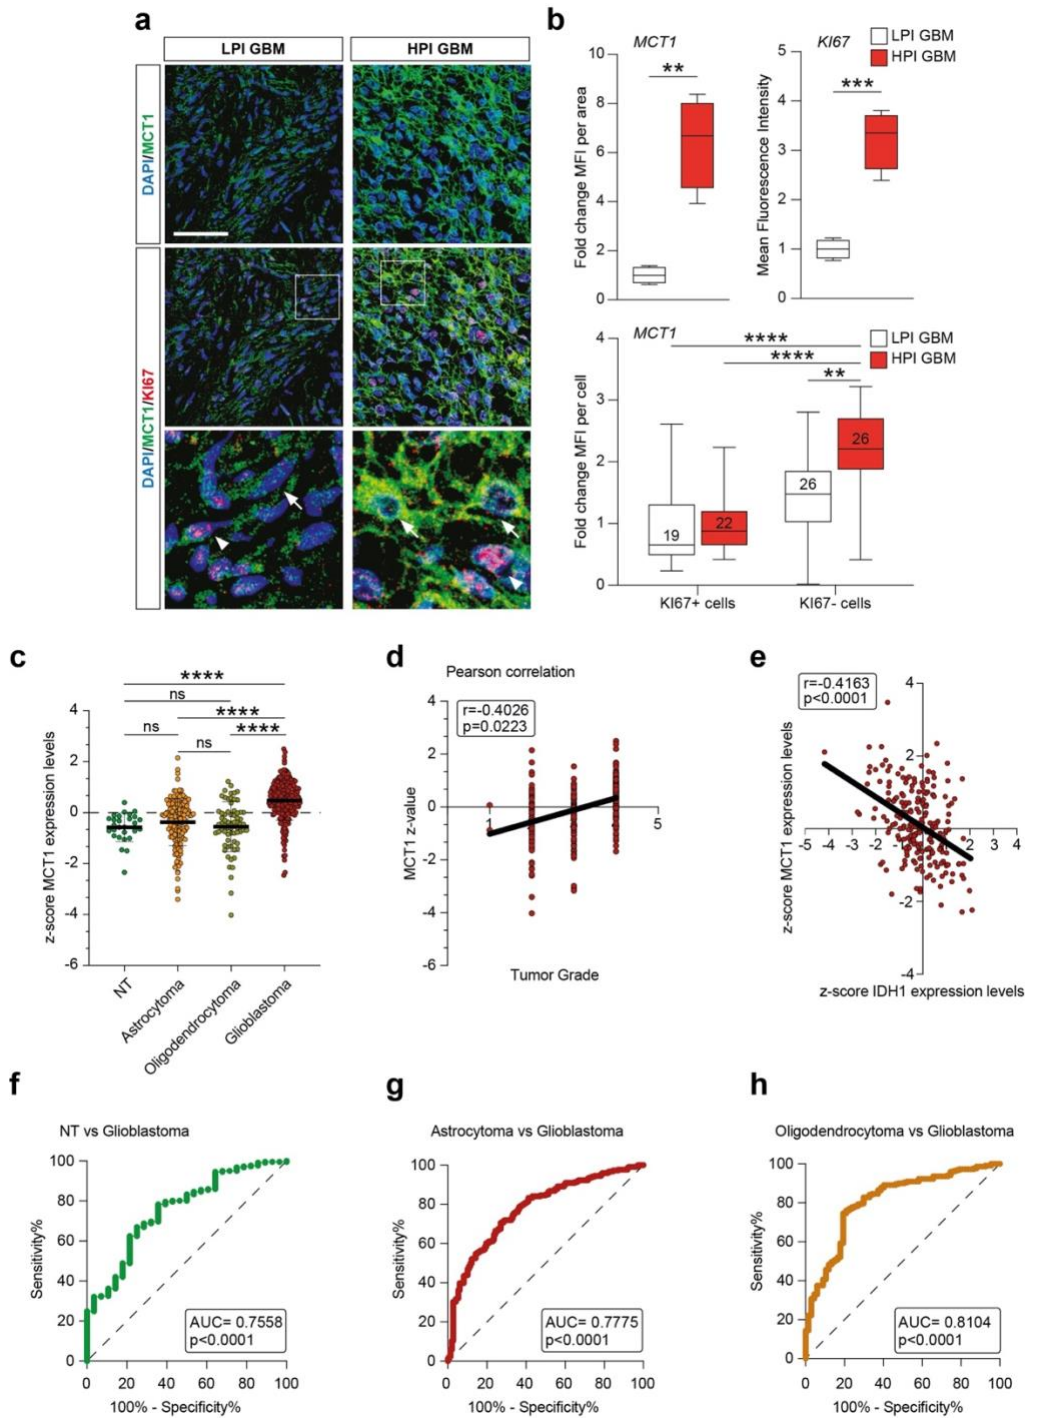 a
LPI GBM
HPI GBM
DAPI/MCT1
DAPI/MCT1/KI67
b
MCT1
**
10
8
6
4
2
0
Fold change MFI per area
KI67
LPI GBM
HPI GBM
***
5
4
3
2
1
0
Mean Fluorescence Intensity
MCT1
LPI GBM
HPI GBM
****
****
**
4
3
2
1
0
Fold change MFI per cell
19
22
26
26
KI67+ cells
KI67- cells
c
****
ns
****
ns
****
ns
4
2
0
-2
-4
-6
z-score MCT1 expression levels
NT
Astrocytoma
Oligodendrocytoma
Glioblastoma
d
Pearson correlation
r=-0.4026
p=0.0223
4
2
0
-2
-4
-6
1
5
MCT1 z-value
Tumor Grade
e
r=-0.4163
p<0.0001
4
2
-2
-4
-5
-4
-3
-2
-1
2
3
4
z-score MCT1 expression levels
z-score IDH1 expression levels
f
NT vs Glioblastoma
100
80
60
40
20
0
Sensitivity%
AUC= 0.7558
p<0.0001
0 20 40 60 80 100
100% - Specificity%
g
Astrocytoma vs Glioblastoma
100
80
60
40
20
0
Sensitivity%
AUC= 0.7775
p<0.0001
0 20 40 60 80 100
100% - Specificity%
h
Oligodendrocytoma vs Glioblastoma
100
80
60
40
20
0
Sensitivity%
AUC= 0.8104
p<0.0001
0 20 40 60 80 100
100% - Specificity%